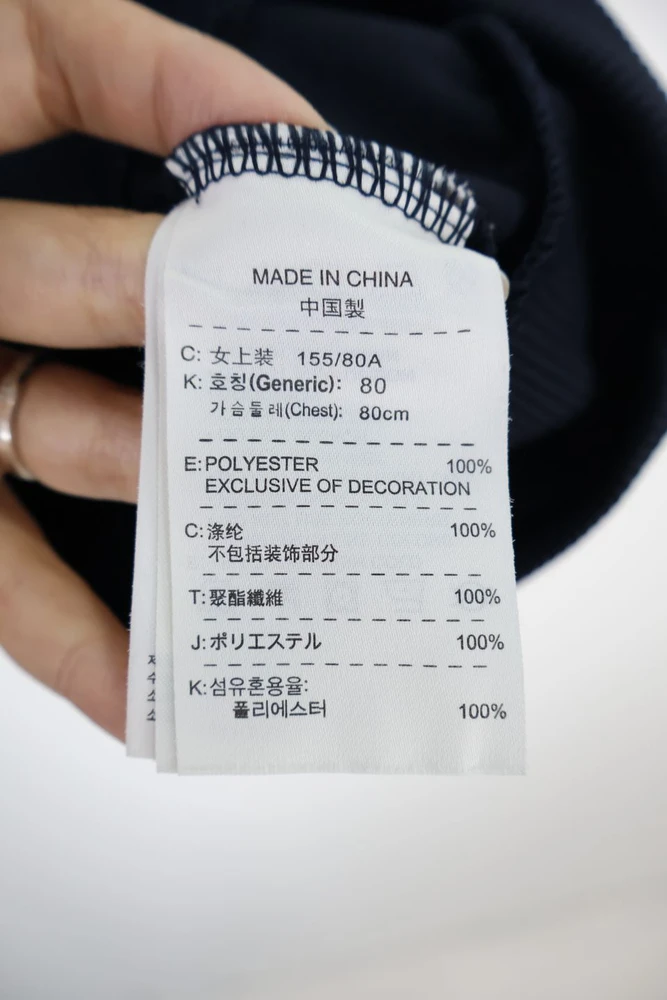 MADE IN CHINA
中国製
C: 女上装 155/80A
K: 호칭(Generic): 80
가슴둘레(Chest): 80cm
E: POLYESTER 100%
EXCLUSIVE OF DECORATION
C: 涤纶 100%
不包括装饰部分
T: 聚酯纖維 100%
J: ポリエステル 100%
K: 섬유혼용율:
폴리에스터 100%